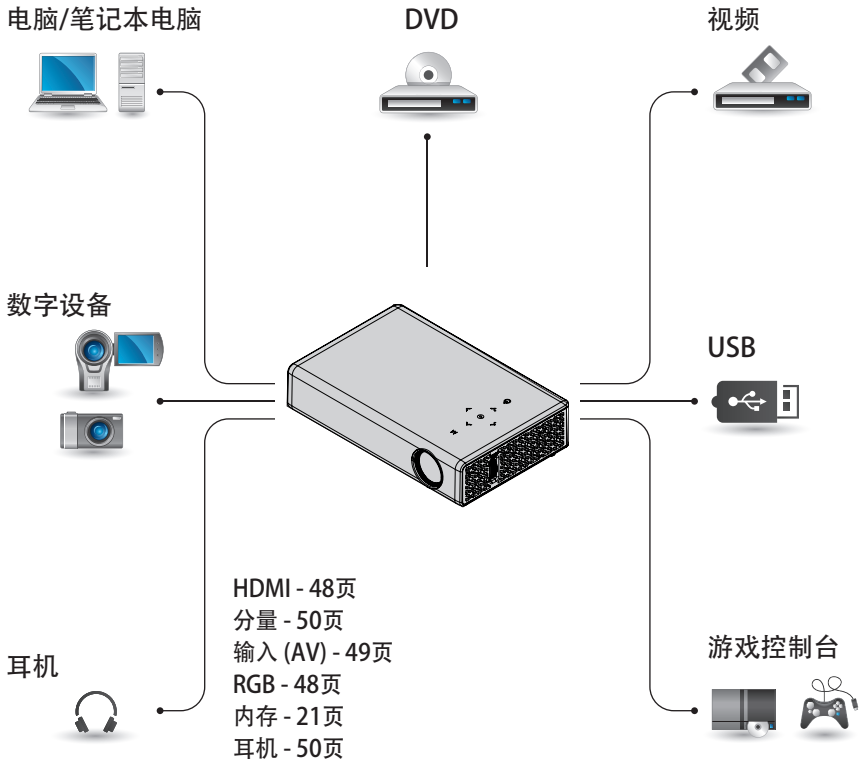 电脑/笔记本电脑
DVD
视频
数字设备
USB
HDMI - 48页
分量 - 50页
输入 (AV) - 49页
RGB - 48页
内存 - 21页
耳机 - 50页
耳机
游戏控制台